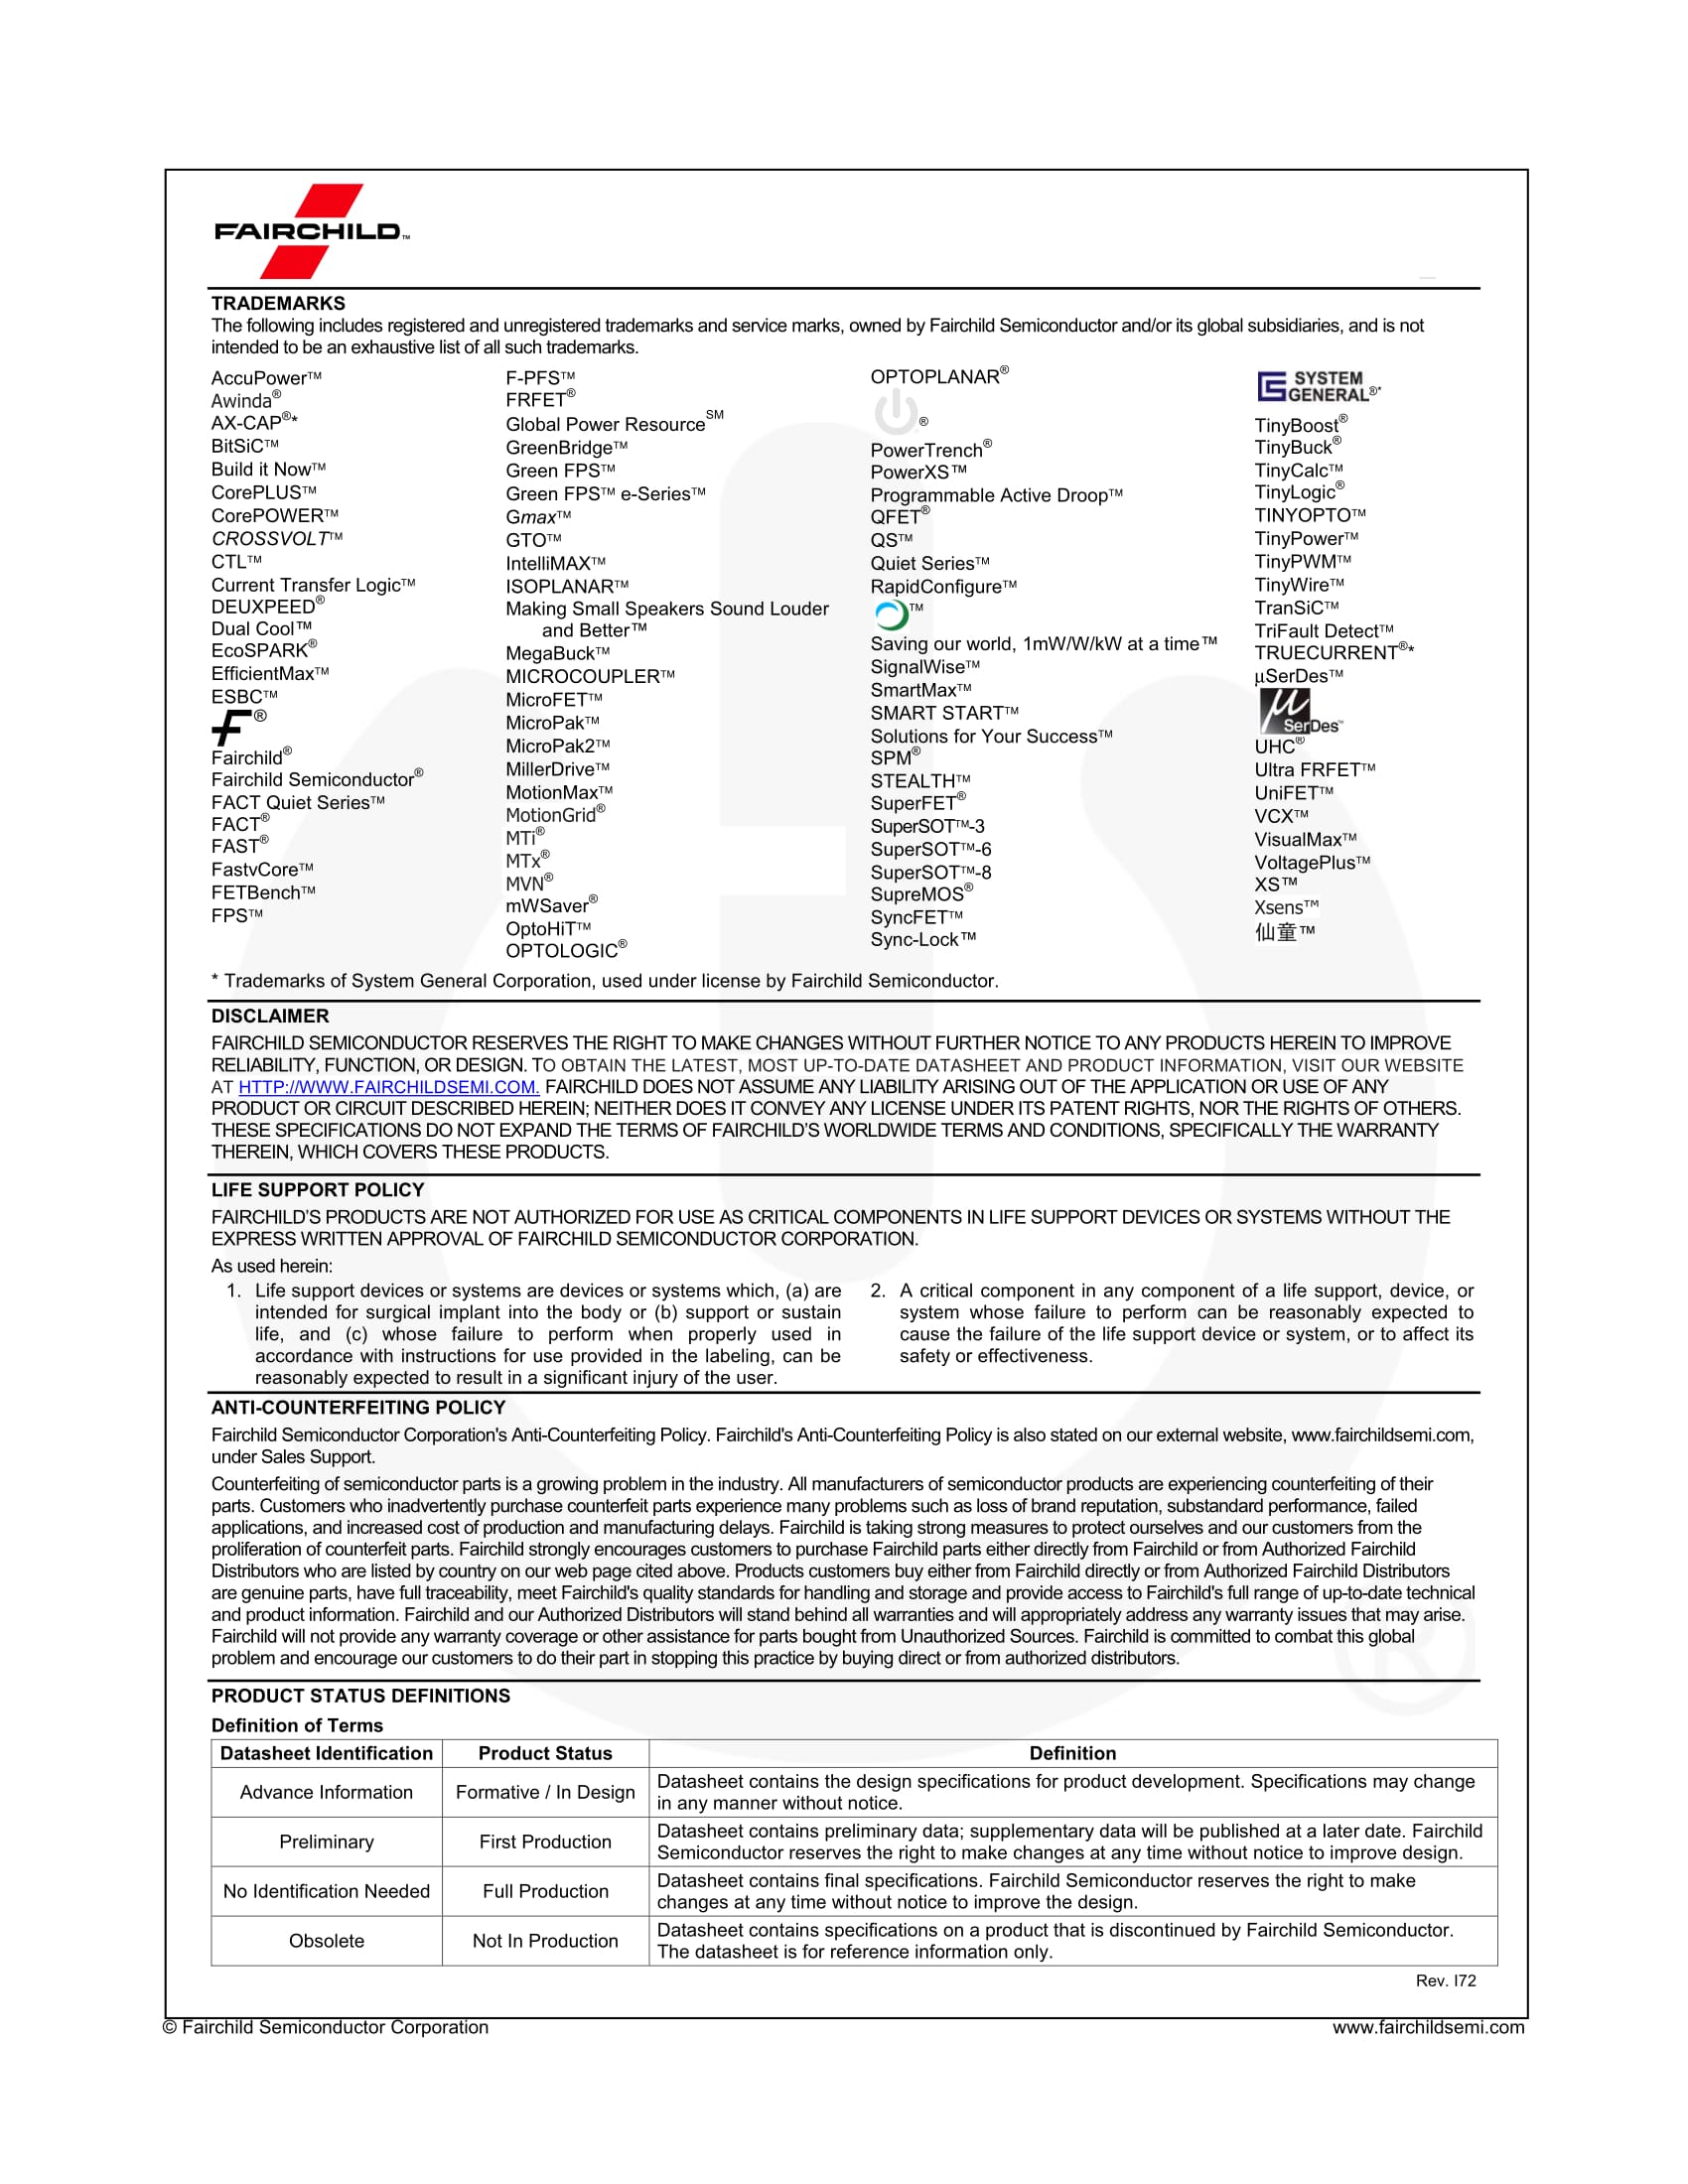 FAIRCHILD™
TRADEMARKS
The following includes registered and unregistered trademarks and service marks, owned by Fairchild Semiconductor and/or its global subsidiaries, and is not
intended to be an exhaustive list of all such trademarks.
AccuPower™
Awinda®
AX-CAP®*
BitSiC™
Build it Now™
CorePLUS™
CorePOWER™
CROSSVOLT™
CTL™
Current Transfer Logic™
DEUXPEED®
Dual Cool™
EcoSPARK®
EfficientMax™
ESBC™
F®
Fairchild®
Fairchild Semiconductor®
FACT Quiet Series™
FACT®
FAST®
FastvCore™
FETBench™
FPS™
F-PFS™
FRFET®
Global Power Resource℠
GreenBridge™
Green FPS™
Green FPS™ e-Series™
Gmax™
GTO™
IntelliMAX™
ISOPLANAR™
Making Small Speakers Sound Louder
and Better™
MegaBuck™
MICROCOUPLER™
MicroFET™
MicroPak™
MicroPak2™
MillerDrive™
MotionMax™
MotionGrid®
MTi®
MTx®
MVN®
mWSaver®
OptoHiT™
OPTOLOGIC®
OPTOPLANAR®
®
PowerTrench®
PowerXS™
Programmable Active Droop™
QFET®
QS™
Quiet Series™
RapidConfigure™
™
Saving our world, 1mW/W/kW at a time™
SignalWise™
SmartMax™
SMART START™
Solutions for Your Success™
SPM®
STEALTH™
SuperFET®
SuperSOT™-3
SuperSOT™-6
SuperSOT™-8
SupreMOS®
SyncFET™
Sync-Lock™
SYSTEM
GENERAL®*
TinyBoost®
TinyBuck®
TinyCalc™
TinyLogic®
TINYOPTO™
TinyPower™
TinyPWM™
TinyWire™
TranSiC™
TriFault Detect™
TRUECURRENT®*
µSerDes™
µ
SerDes™
UHC®
Ultra FRFET™
UniFET™
VCX™
VisualMax™
VoltagePlus™
XS™
Xsens™
仙童™
* Trademarks of System General Corporation, used under license by Fairchild Semiconductor.
DISCLAIMER
FAIRCHILD SEMICONDUCTOR RESERVES THE RIGHT TO MAKE CHANGES WITHOUT FURTHER NOTICE TO ANY PRODUCTS HEREIN TO IMPROVE
RELIABILITY, FUNCTION, OR DESIGN. TO OBTAIN THE LATEST, MOST UP-TO-DATE DATASHEET AND PRODUCT INFORMATION, VISIT OUR WEBSITE
AT HTTP://WWW.FAIRCHILDSEMI.COM. FAIRCHILD DOES NOT ASSUME ANY LIABILITY ARISING OUT OF THE APPLICATION OR USE OF ANY
PRODUCT OR CIRCUIT DESCRIBED HEREIN; NEITHER DOES IT CONVEY ANY LICENSE UNDER ITS PATENT RIGHTS, NOR THE RIGHTS OF OTHERS.
THESE SPECIFICATIONS DO NOT EXPAND THE TERMS OF FAIRCHILD’S WORLDWIDE TERMS AND CONDITIONS, SPECIFICALLY THE WARRANTY
THEREIN, WHICH COVERS THESE PRODUCTS.
LIFE SUPPORT POLICY
FAIRCHILD’S PRODUCTS ARE NOT AUTHORIZED FOR USE AS CRITICAL COMPONENTS IN LIFE SUPPORT DEVICES OR SYSTEMS WITHOUT THE
EXPRESS WRITTEN APPROVAL OF FAIRCHILD SEMICONDUCTOR CORPORATION.
As used herein:
1. Life support devices or systems are devices or systems which, (a) are
intended for surgical implant into the body or (b) support or sustain
life, and (c) whose failure to perform when properly used in
accordance with instructions for use provided in the labeling, can be
reasonably expected to result in a significant injury of the user.
2. A critical component in any component of a life support, device, or
system whose failure to perform can be reasonably expected to
cause the failure of the life support device or system, or to affect its
safety or effectiveness.
ANTI-COUNTERFEITING POLICY
Fairchild Semiconductor Corporation's Anti-Counterfeiting Policy. Fairchild's Anti-Counterfeiting Policy is also stated on our external website, www.fairchildsemi.com,
under Sales Support.
Counterfeiting of semiconductor parts is a growing problem in the industry. All manufacturers of semiconductor products are experiencing counterfeiting of their
parts. Customers who inadvertently purchase counterfeit parts experience many problems such as loss of brand reputation, substandard performance, failed
applications, and increased cost of production and manufacturing delays. Fairchild is taking strong measures to protect ourselves and our customers from the
proliferation of counterfeit parts. Fairchild strongly encourages customers to purchase Fairchild parts either directly from Fairchild or from Authorized Fairchild
Distributors who are listed by country on our web page cited above. Products customers buy either from Fairchild directly or from Authorized Fairchild Distributors
are genuine parts, have full traceability, meet Fairchild's quality standards for handling and storage and provide access to Fairchild's full range of up-to-date technical
and product information. Fairchild and our Authorized Distributors will stand behind all warranties and will appropriately address any warranty issues that may arise.
Fairchild will not provide any warranty coverage or other assistance for parts bought from Unauthorized Sources. Fairchild is committed to combat this global
problem and encourage our customers to do their part in stopping this practice by buying direct or from authorized distributors.
PRODUCT STATUS DEFINITIONS
Definition of Terms
Datasheet Identification Product Status Definition
Advance Information Formative / In Design Datasheet contains the design specifications for product development. Specifications may change
in any manner without notice.
Preliminary First Production Datasheet contains preliminary data; supplementary data will be published at a later date. Fairchild
Semiconductor reserves the right to make changes at any time without notice to improve design.
No Identification Needed Full Production Datasheet contains final specifications. Fairchild Semiconductor reserves the right to make
changes at any time without notice to improve the design.
Obsolete Not In Production Datasheet contains specifications on a product that is discontinued by Fairchild Semiconductor.
The datasheet is for reference information only.
Rev. I72
© Fairchild Semiconductor Corporation www.fairchildsemi.com